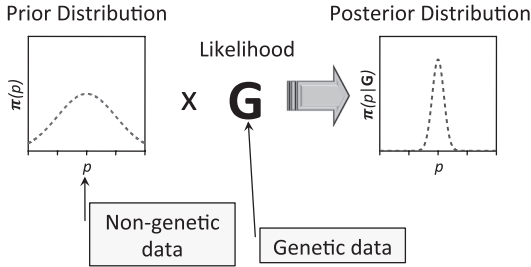 Prior Distribution
Posterior Distribution
Likelihood
π(p)
x
G
π(p|G)
p
p
Non-genetic
data
Genetic data